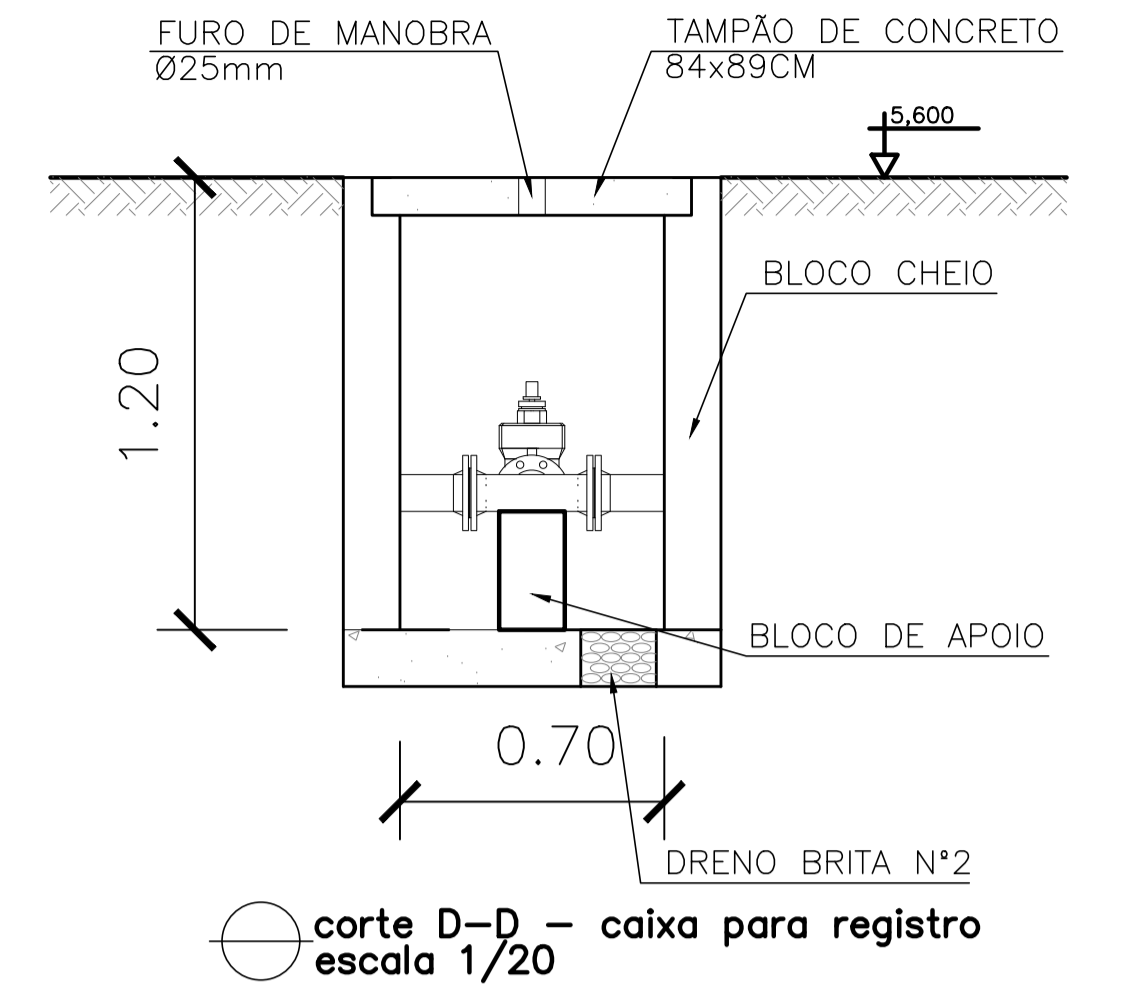 FURO DE MANOBRA
Ø25mm
TAMPÃO DE CONCRETO
84x89CM
5,600
BLOCO CHEIO
1.20
BLOCO DE APOIO
0.70
DRENO BRITA Nº2
corte D-D - caixa para registro
escala 1/20